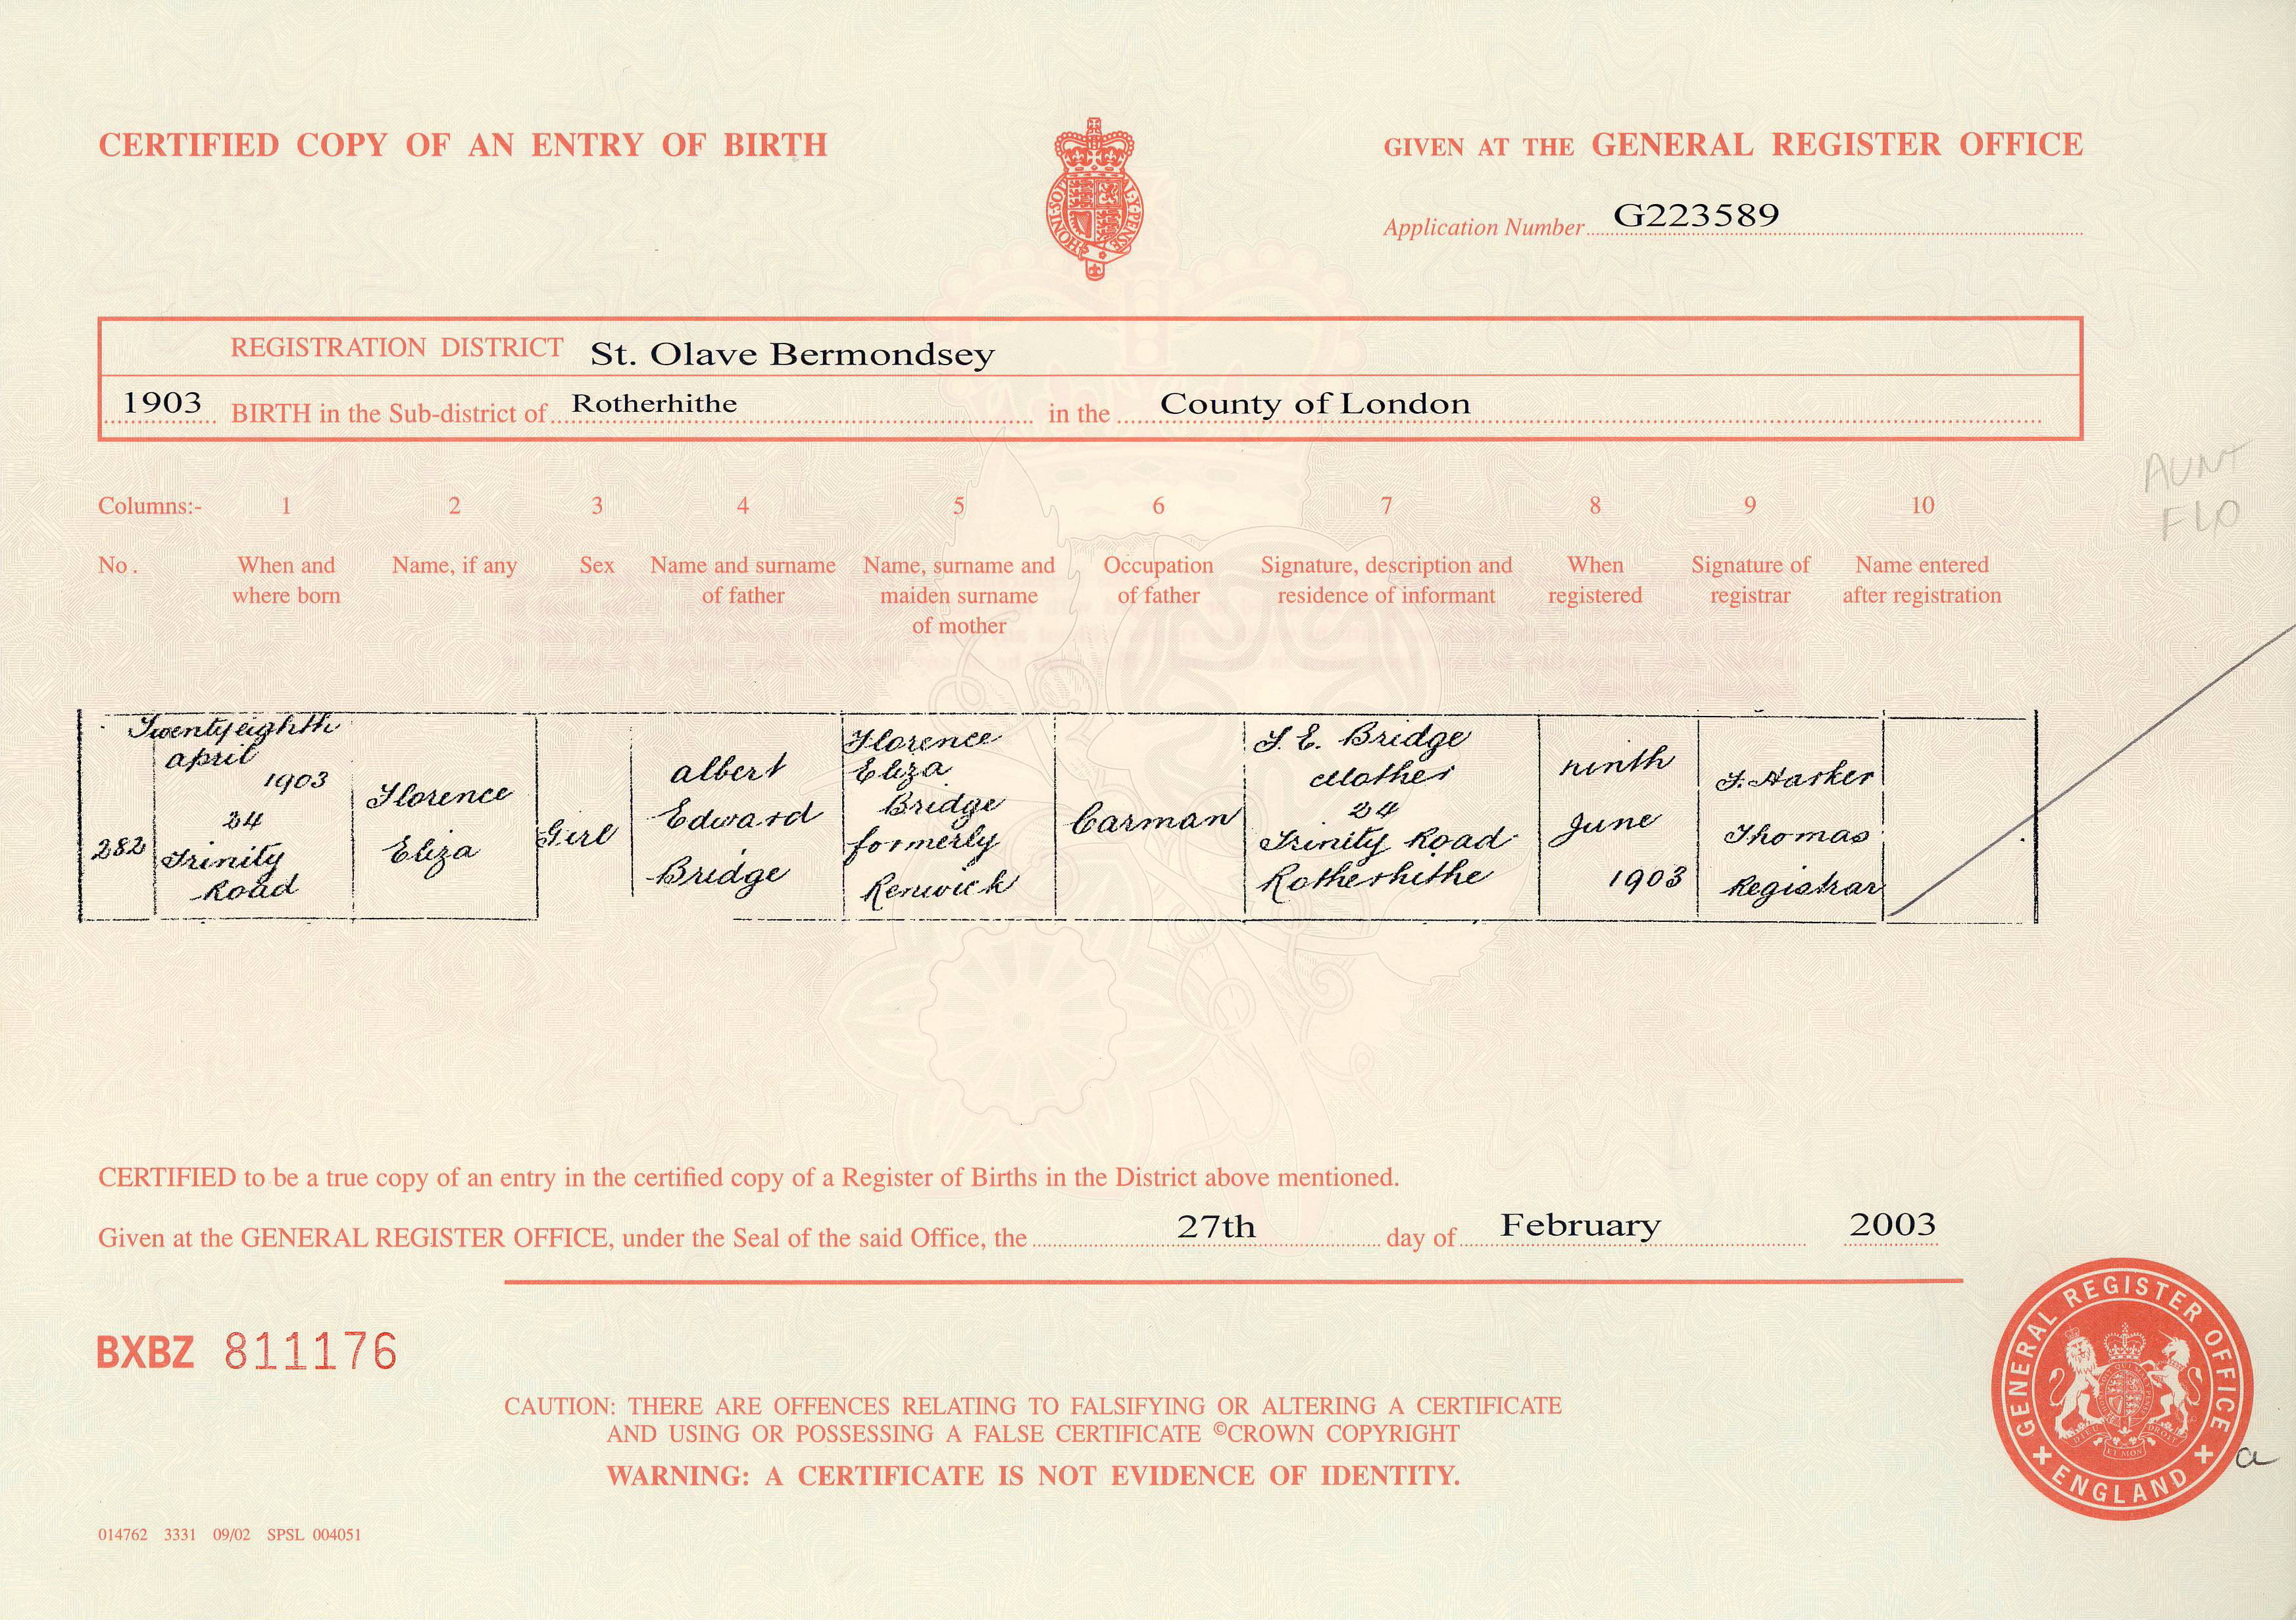 CERTIFIED COPY OF AN ENTRY OF BIRTH
GIVEN AT THE GENERAL REGISTER OFFICE
HONI·SOIT AL·Y·PENSE
Application Number G223589
REGISTRATION DISTRICT St. Olave Bermondsey
1903 BIRTH in the Sub-district of Rotherhithe in the County of London
AUNT
FLO
Columns:- 1 2 3 4 5 6 7 8 9 10
No. When and Name, if any Sex Name and surname Name, surname and Occupation Signature, description and When Signature of Name entered
where born of father maiden surname of father residence of informant registered registrar after registration
of mother
282
Twenty eighth
April
1903
24
Trinity
Road
Florence
Eliza
Girl
Albert
Edward
Bridge
Florence
Eliza
Bridge
formerly
Renwick
Carman
F. E. Bridge
Mother
24
Trinity Road
Rotherhithe
ninth
June
1903
F. Harker
Thomas
Registrar
CERTIFIED to be a true copy of an entry in the certified copy of a Register of Births in the District above mentioned.
Given at the GENERAL REGISTER OFFICE, under the Seal of the said Office, the 27th day of February 2003
BXBZ 811176
CAUTION: THERE ARE OFFENCES RELATING TO FALSIFYING OR ALTERING A CERTIFICATE
AND USING OR POSSESSING A FALSE CERTIFICATE ©CROWN COPYRIGHT
WARNING: A CERTIFICATE IS NOT EVIDENCE OF IDENTITY.
GENERAL REGISTER OFFICE
ENGLAND
DIEU ET MON DROIT
a
014762 3331 09/02 SPSL 004051